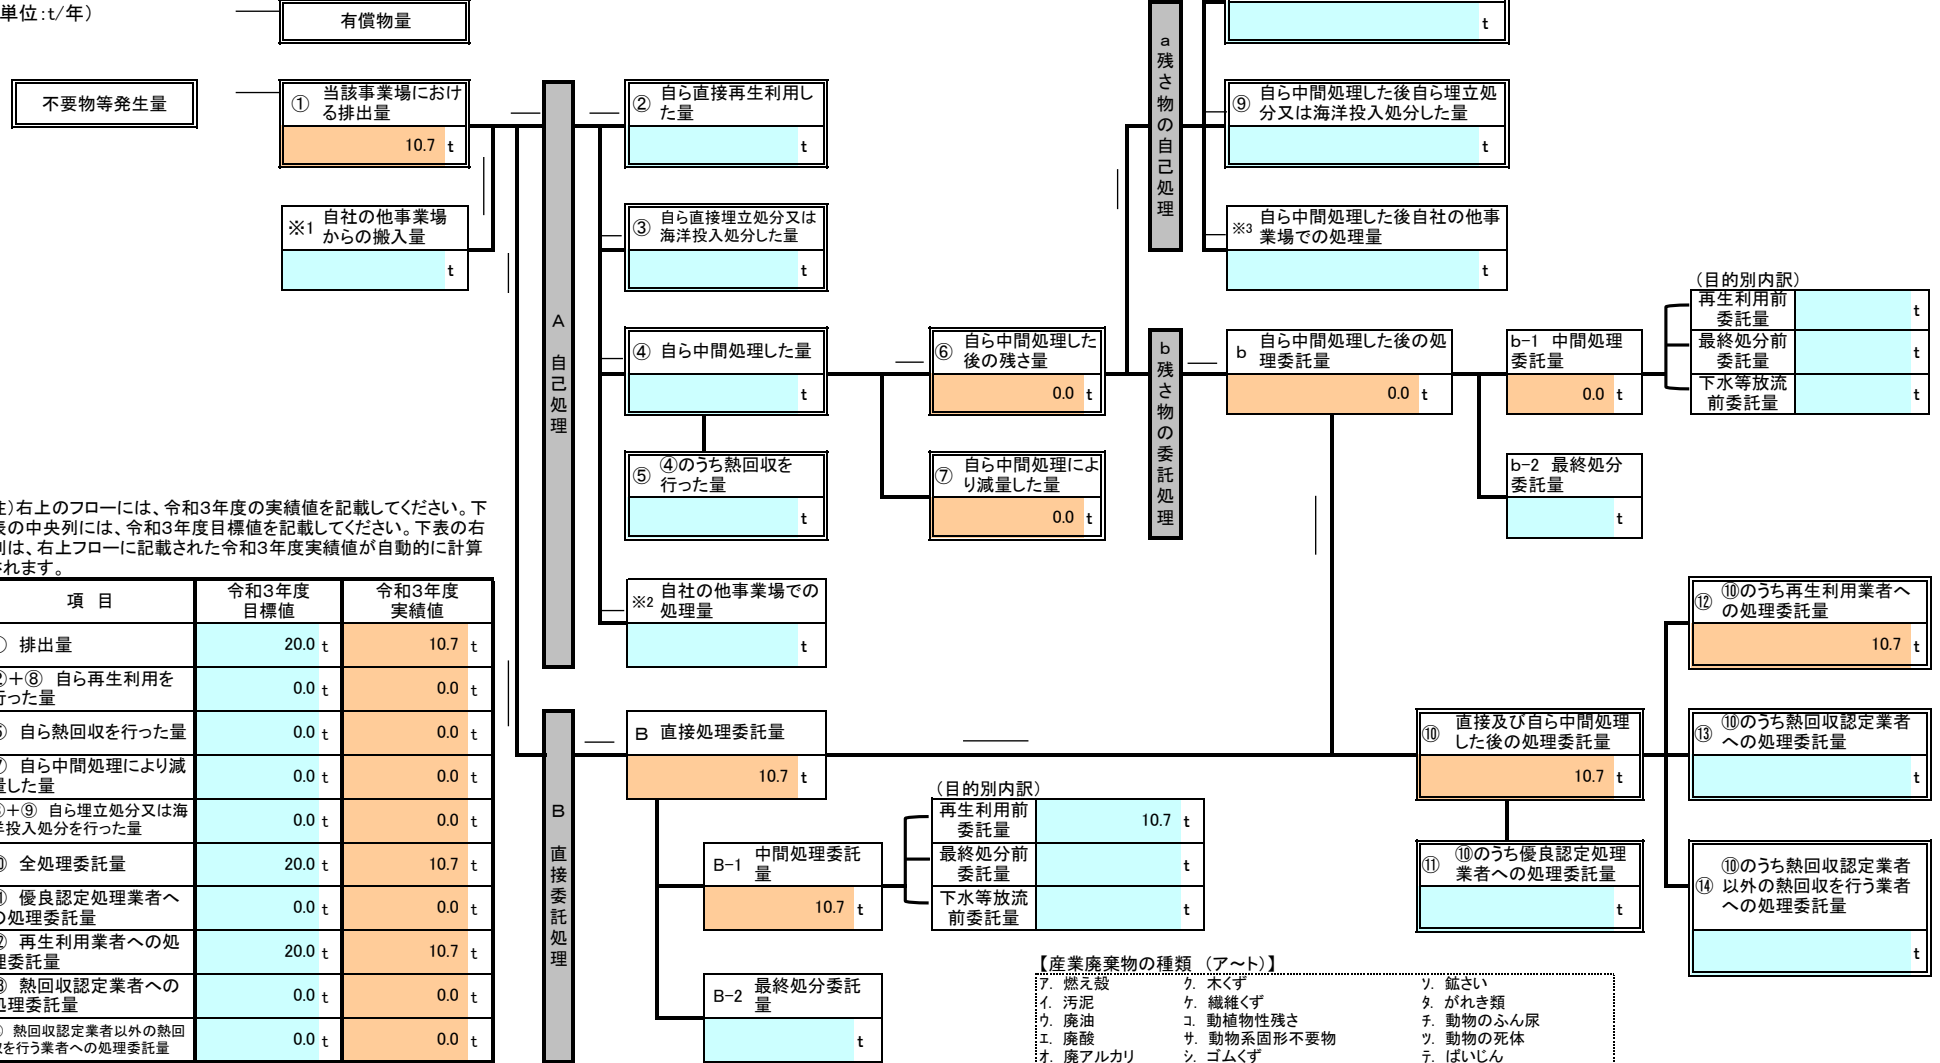 単位:t/年）
有償物量
t
不要物等発生量
① 当該事業場におけ
る排出量
10.7 t
※1 自社の他事業場
からの搬入量
t
A 自己処理
② 自ら直接再生利用し
た量
t
③ 自ら直接埋立処分又は
海洋投入処分した量
t
④ 自ら中間処理した量
t
⑤ ④のうち熱回収を
行った量
t
※2 自社の他事業場での
処理量
t
⑥ 自ら中間処理した
後の残さ量
0.0 t
⑦ 自ら中間処理によ
り減量した量
0.0 t
a残さ物の自己処理
⑨ 自ら中間処理した後自ら埋立処
分又は海洋投入処分した量
t
※3 自ら中間処理した後自社の他事
業場での処理量
t
b残さ物の委託処理
b 自ら中間処理した後の処
理委託量
0.0 t
b-1 中間処理
委託量
0.0 t
b-2 最終処分
委託量
t
（目的別内訳）
再生利用前
委託量
t
最終処分前
委託量
t
下水等放流
前委託量
t
)右上のフローには、令和3年度の実績値を記載してください。下
の中央列には、令和3年度目標値を記載してください。下表の右
は、右上フローに記載された令和3年度実績値が自動的に計算
れます。
項 目 令和3年度 目標値 令和3年度 実績値
排出量 20.0 t 10.7 t
+⑧ 自ら再生利用を
行った量 0.0 t 0.0 t
自ら熱回収を行った量 0.0 t 0.0 t
自ら中間処理により減
量した量 0.0 t 0.0 t
+⑨ 自ら埋立処分又は海
洋投入処分を行った量 0.0 t 0.0 t
全処理委託量 20.0 t 10.7 t
優良認定処理業者へ
の処理委託量 0.0 t 0.0 t
再生利用業者への処
理委託量 20.0 t 10.7 t
熱回収認定業者への
処理委託量 0.0 t 0.0 t
熱回収認定業者以外の熱回
収を行う業者への処理委託量 0.0 t 0.0 t
B 直接委託処理
B 直接処理委託量
10.7 t
B-1 中間処理委託
量
10.7 t
B-2 最終処分委託
量
t
（目的別内訳）
再生利用前
委託量
10.7 t
最終処分前
委託量
t
下水等放流
前委託量
t
⑩ 直接及び自ら中間処理
した後の処理委託量
10.7 t
⑪ ⑩のうち優良認定処理
業者への処理委託量
t
⑫ ⑩のうち再生利用業者へ
の処理委託量
10.7 t
⑬ ⑩のうち熱回収認定業者
への処理委託量
t
⑭ ⑩のうち熱回収認定業者
以外の熱回収を行う業者
への処理委託量
t
【産業廃棄物の種類 （ア～ト）】
ア. 燃え殻 ク. 木くず ソ. 鉱さい
イ. 汚泥 ケ. 繊維くず タ. がれき類
ウ. 廃油 コ. 動植物性残さ チ. 動物のふん尿
エ. 廃酸 サ. 動物系固形不要物 ツ. 動物の死体
オ. 廃アルカリ シ. ゴムくず テ. ばいじん